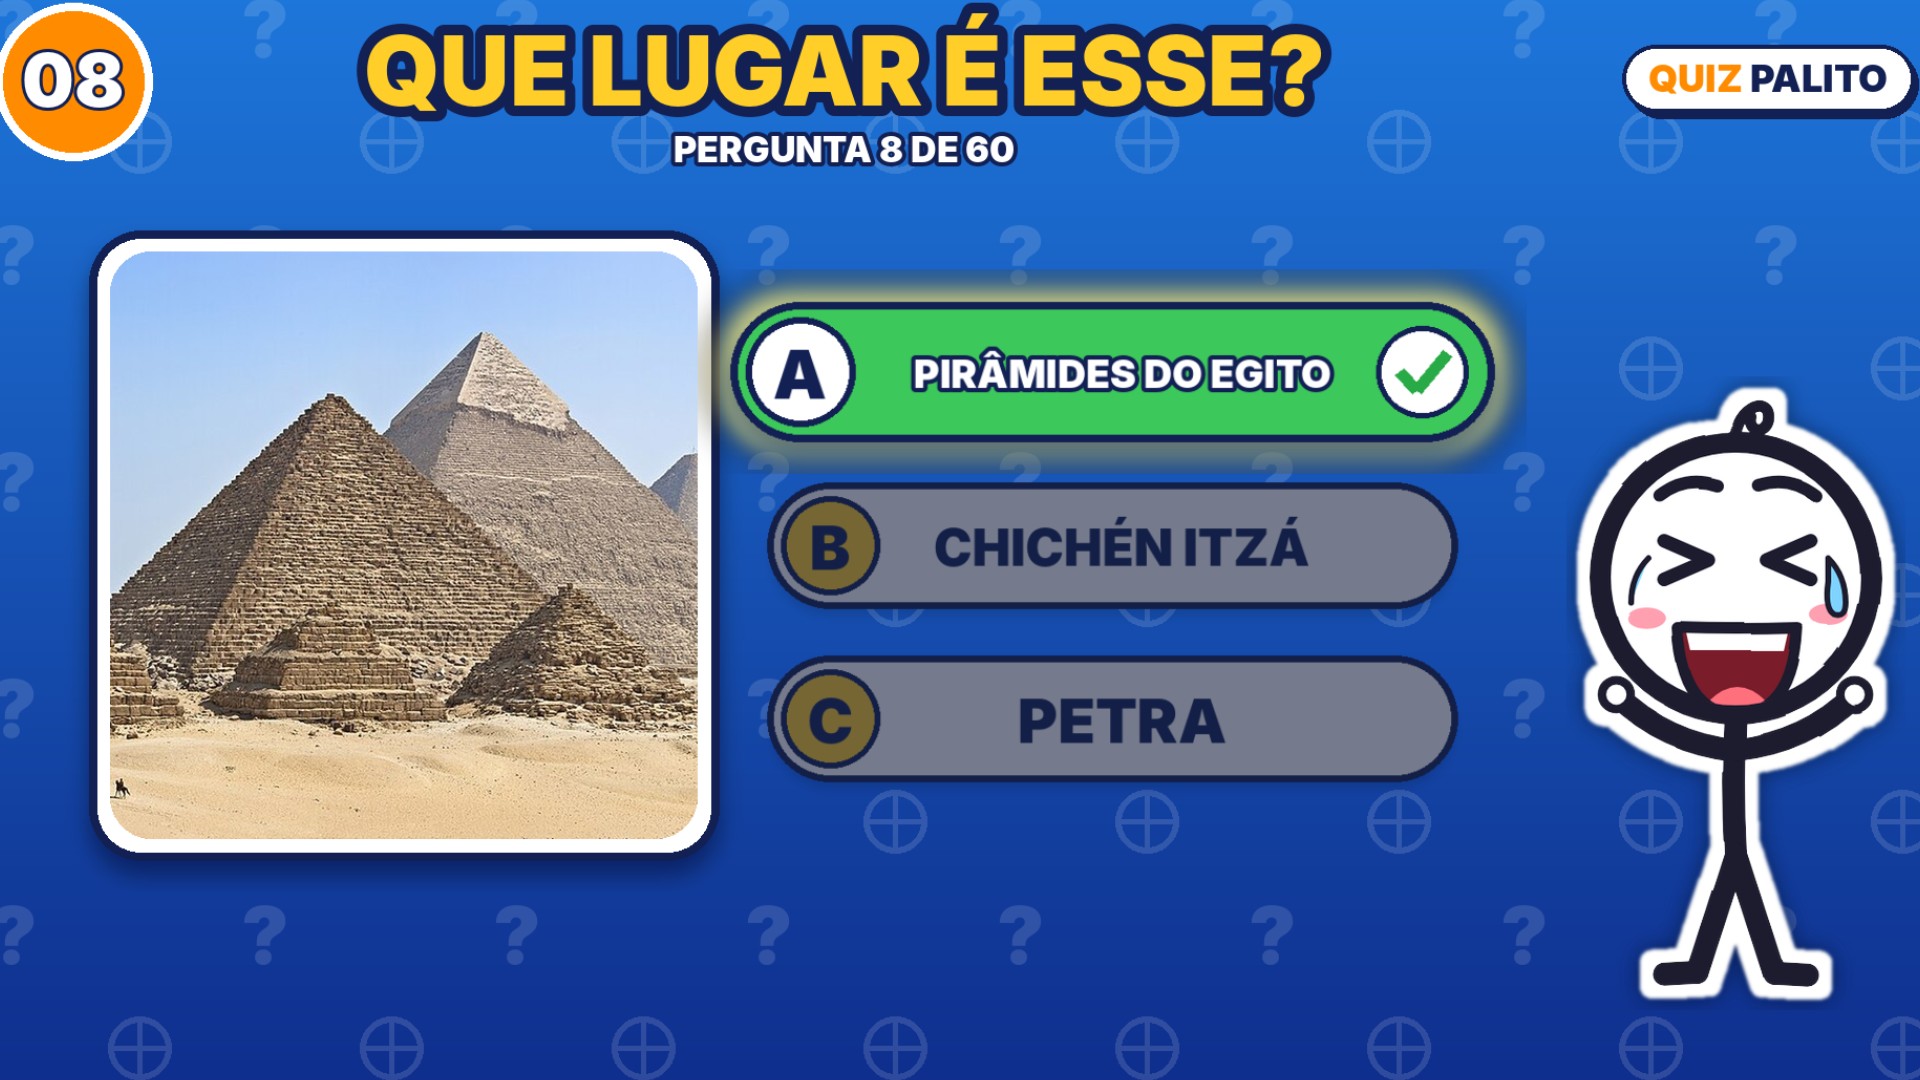 08
QUE LUGAR É ESSE?
PERGUNTA 8 DE 60
QUIZ PALITO
A PIRÂMIDES DO EGITO
B CHICHÉN ITZÁ
C PETRA